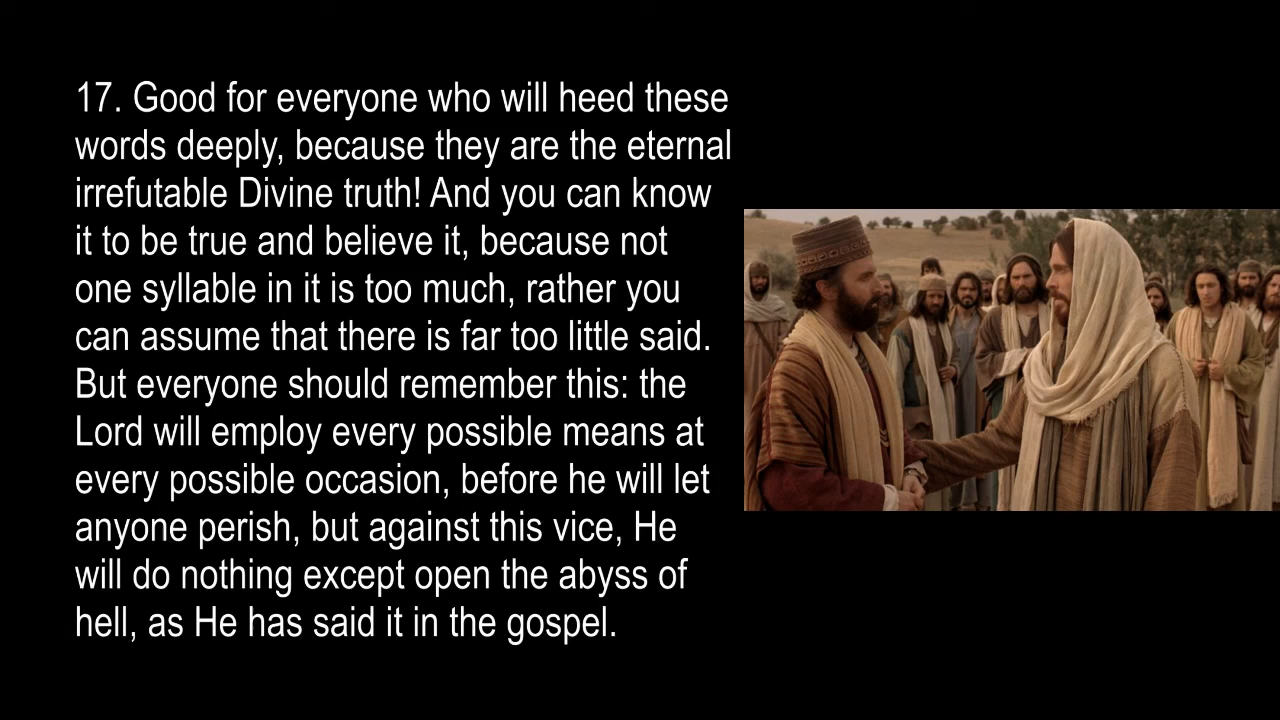 17. Good for everyone who will heed these
words deeply, because they are the eternal
irrefutable Divine truth! And you can know
it to be true and believe it, because not
one syllable in it is too much, rather you
can assume that there is far too little said.
But everyone should remember this: the
Lord will employ every possible means at
every possible occasion, before he will let
anyone perish, but against this vice, He
will do nothing except open the abyss of
hell, as He has said it in the gospel.